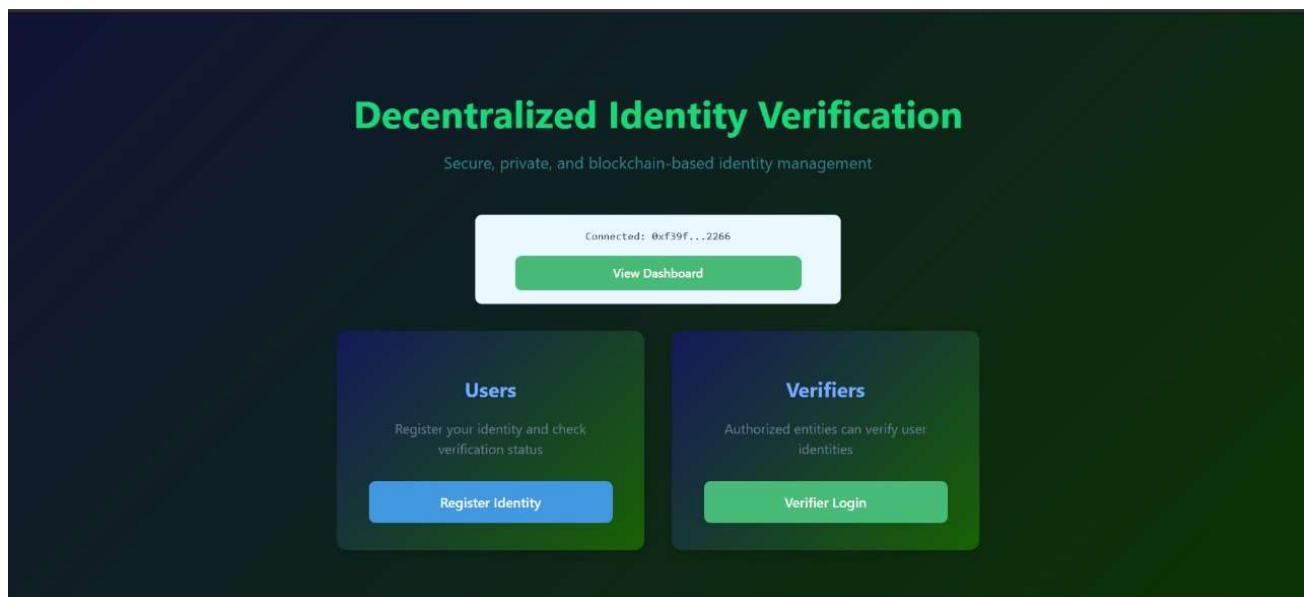 Decentralized Identity Verification
Secure, private, and blockchain-based identity management
Connected: 0xf39f...2266
View Dashboard
Users
Register your identity and check
verification status
Register Identity
Verifiers
Authorized entities can verify user
identities
Verifier Login